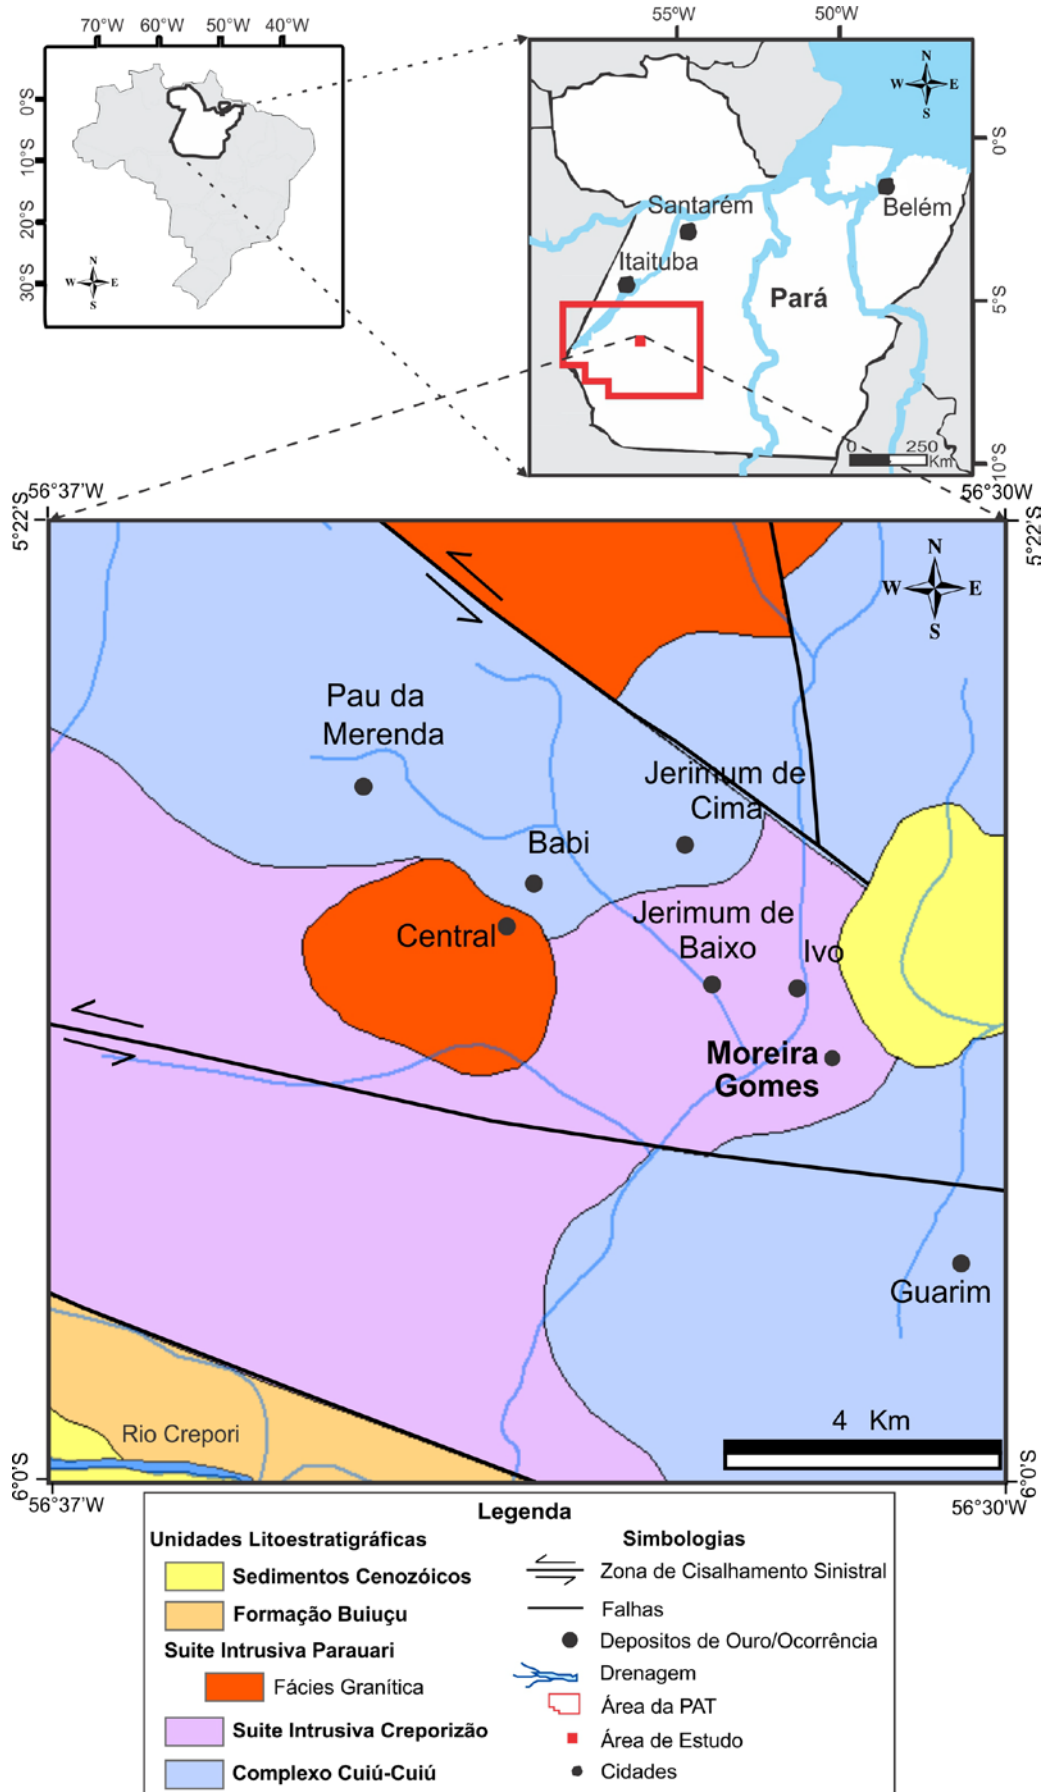 70°W 60°W 50°W 40°W
0°S
10°S
20°S
30°S
N
W E
S
55°W 50°W
0°S
5°S
10°S
N
W E
S
Santarém
Belém
Itaituba
Pará
0 250
Km
56°37'W
56°30'W
5°22'S
5°22'S
N
W E
S
Pau da
Merenda
Jerimum de
Cima
Babi
Jerimum de
Baixo
Ivo
Central
Moreira
Gomes
Guarim
4 Km
Rio Crepori
6°0'S
6°0'S
56°37'W
56°30'W
Legenda
Unidades Litoestratigráficas
Sedimentos Cenozóicos
Formação Buiuçu
Suite Intrusiva Parauari
Fácies Granítica
Suite Intrusiva Creporizão
Complexo Cuiú-Cuiú
Simbologias
Zona de Cisalhamento Sinistral
Falhas
Depositos de Ouro/Ocorrência
Drenagem
Área da PAT
Área de Estudo
Cidades